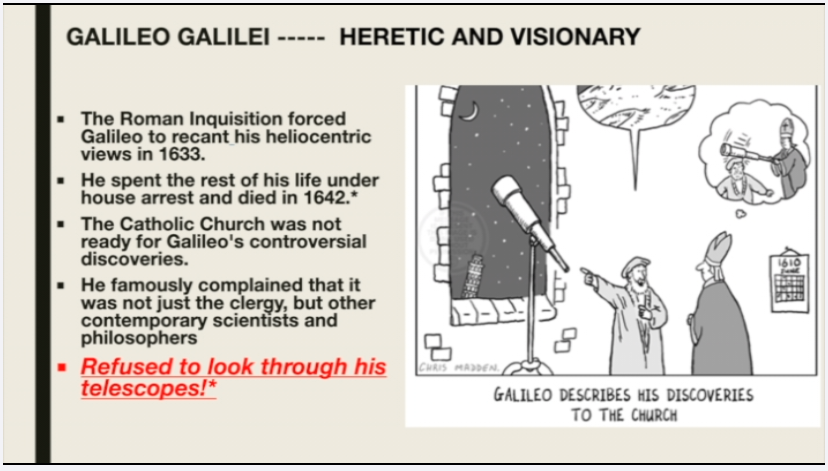 GALILEO GALILEI ----- HERETIC AND VISIONARY
The Roman Inquisition forced
Galileo to recant his heliocentric
views in 1633.
He spent the rest of his life under
house arrest and died in 1642.*
The Catholic Church was not
ready for Galileo's controversial
discoveries.
He famously complained that it
was not just the clergy, but other
contemporary scientists and
philosophers
Refused to look through his
telescopes!*
1610
JUNE
CHRIS MADDEN.
GALILEO DESCRIBES HIS DISCOVERIES
TO THE CHURCH